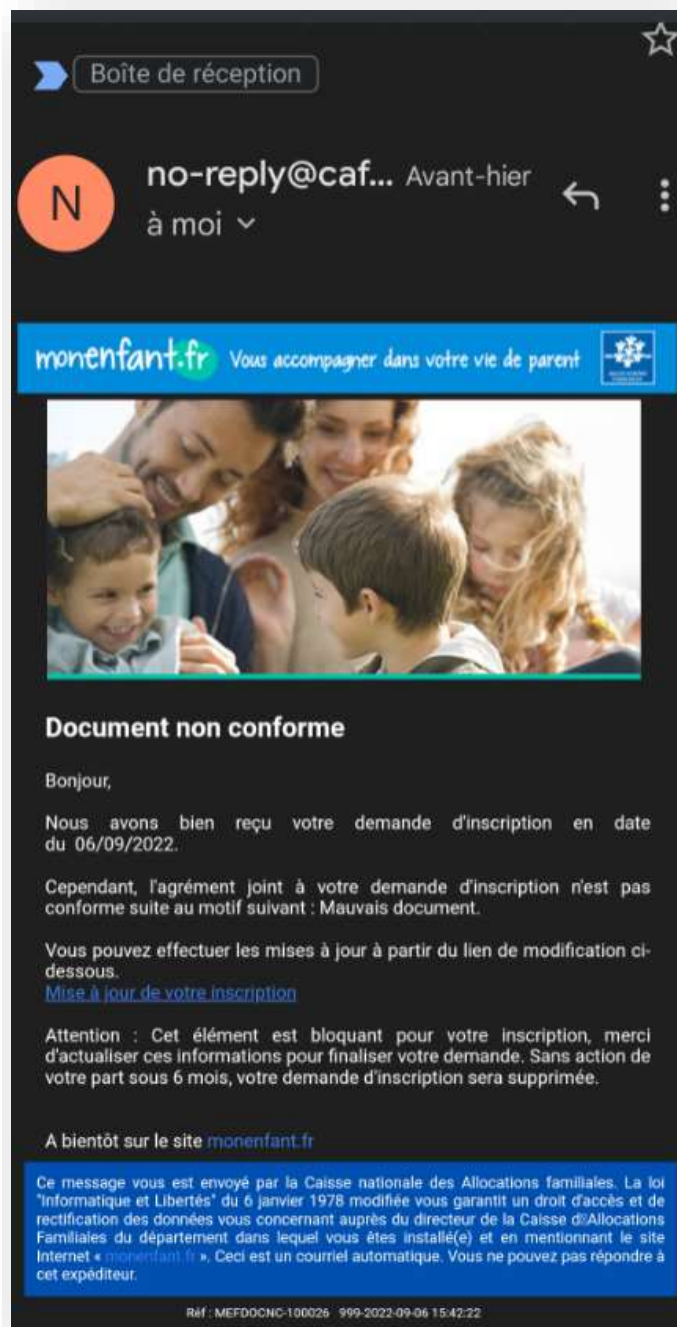 Boîte de réception
N
no-reply@caf... Avant-hier
à moi
monenfant.fr Vous accompagner dans votre vie de parent
Document non conforme
Bonjour,
Nous avons bien reçu votre demande d'inscription en date
du 06/09/2022.
Cependant, l'agrément joint à votre demande d'inscription n'est pas
conforme suite au motif suivant : Mauvais document.
Vous pouvez effectuer les mises à jour à partir du lien de modification ci-
dessous.
Mise à jour de votre inscription
Attention : Cet élément est bloquant pour votre inscription, merci
d'actualiser ces informations pour finaliser votre demande. Sans action de
votre part sous 6 mois, votre demande d'inscription sera supprimée.
A bientôt sur le site monenfant.fr
Ce message vous est envoyé par la Caisse nationale des Allocations familiales. La loi
"Informatique et Libertés" du 6 janvier 1978 modifiée vous garantit un droit d'accès et de
rectification des données vous concernant auprès du directeur de la Caisse d Allocations
Familiales du département dans lequel vous êtes installé(e) et en mentionnant le site
Internet « monenfant.fr ». Ceci est un courriel automatique. Vous ne pouvez pas répondre à
cet expéditeur.
Réf : MEFDOCNC-100026 999-2022-09-06 15:42:22